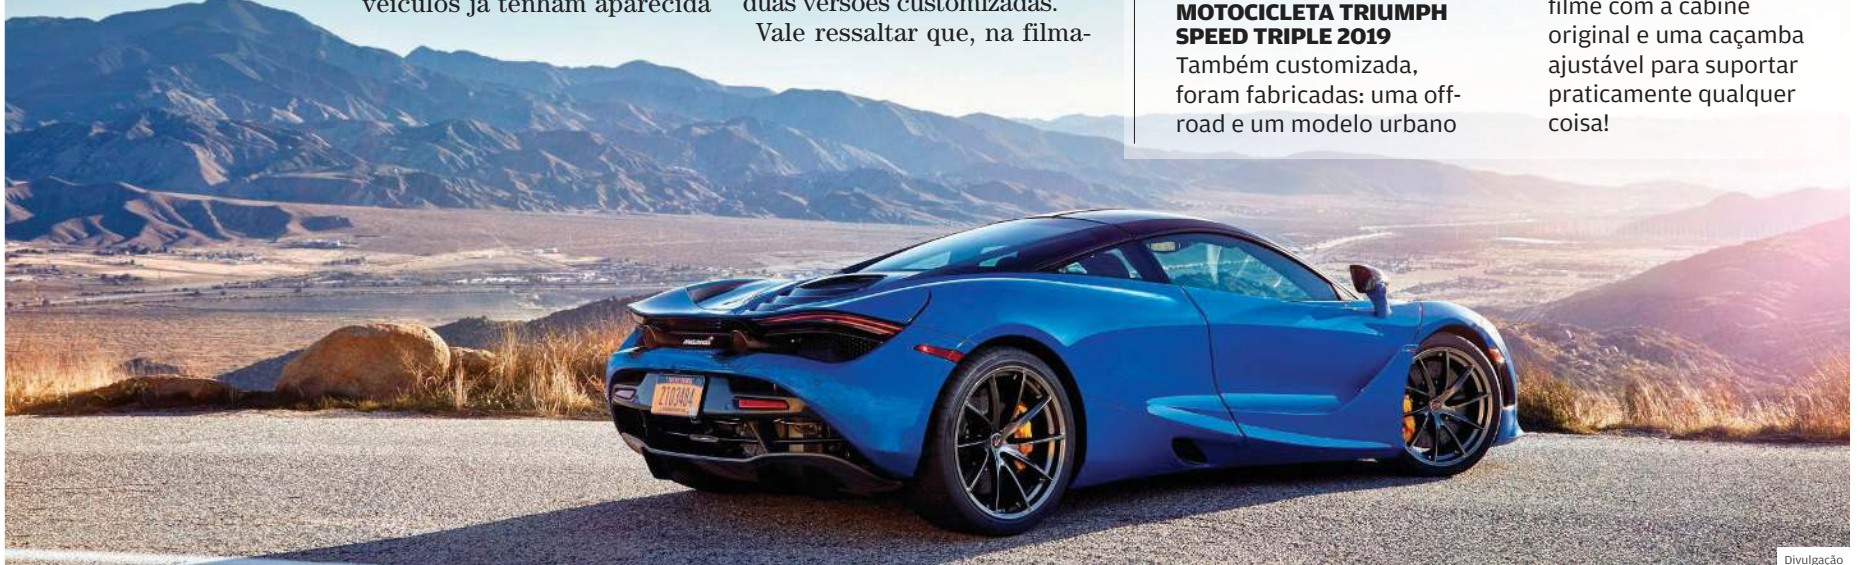 veículos já tenham aparecida
duas versões customizadas.
Vale ressaltar que, na filma-
MOTOCICLETA TRIUMPH
SPEED TRIPLE 2019
Também customizada,
foram fabricadas: uma off-
road e um modelo urbano
filme com a cabine
original e uma caçamba
ajustável para suportar
praticamente qualquer
coisa!
McLaren
Divulgação